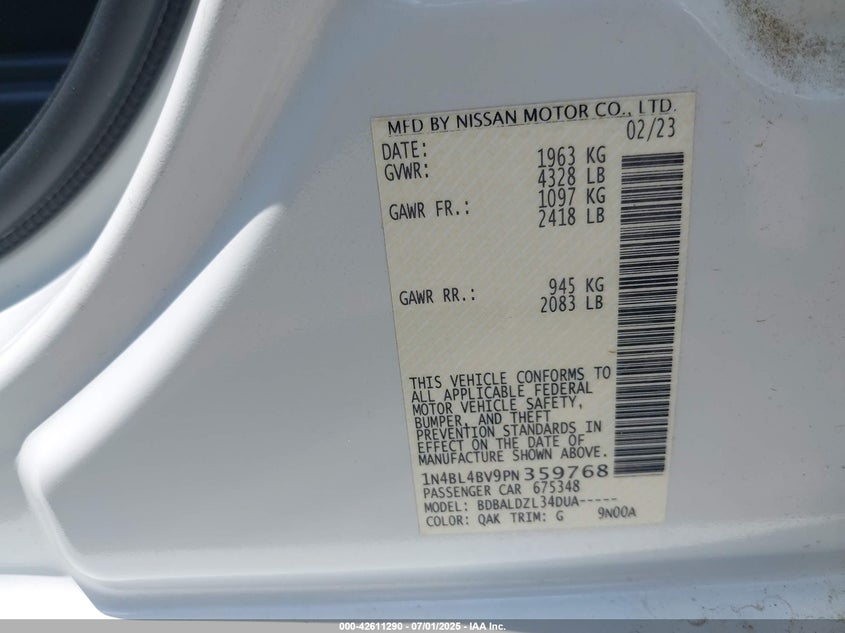 MFD BY NISSAN MOTOR CO., LTD.
DATE: 02/23
GVWR: 1963 KG
4328 LB
GAWR FR.: 1097 KG
2418 LB
GAWR RR.: 945 KG
2083 LB
THIS VEHICLE CONFORMS TO
ALL APPLICABLE FEDERAL
MOTOR VEHICLE SAFETY,
BUMPER, AND THEFT
PREVENTION STANDARDS IN
EFFECT ON THE DATE OF
MANUFACTURE SHOWN ABOVE.
1N4BL4BV9PN359768
PASSENGER CAR 675348
MODEL: BDBALDZL34DUA-----
COLOR: QAK TRIM: G 9N00A
000-42611290 - 07/01/2025 - IAA Inc.